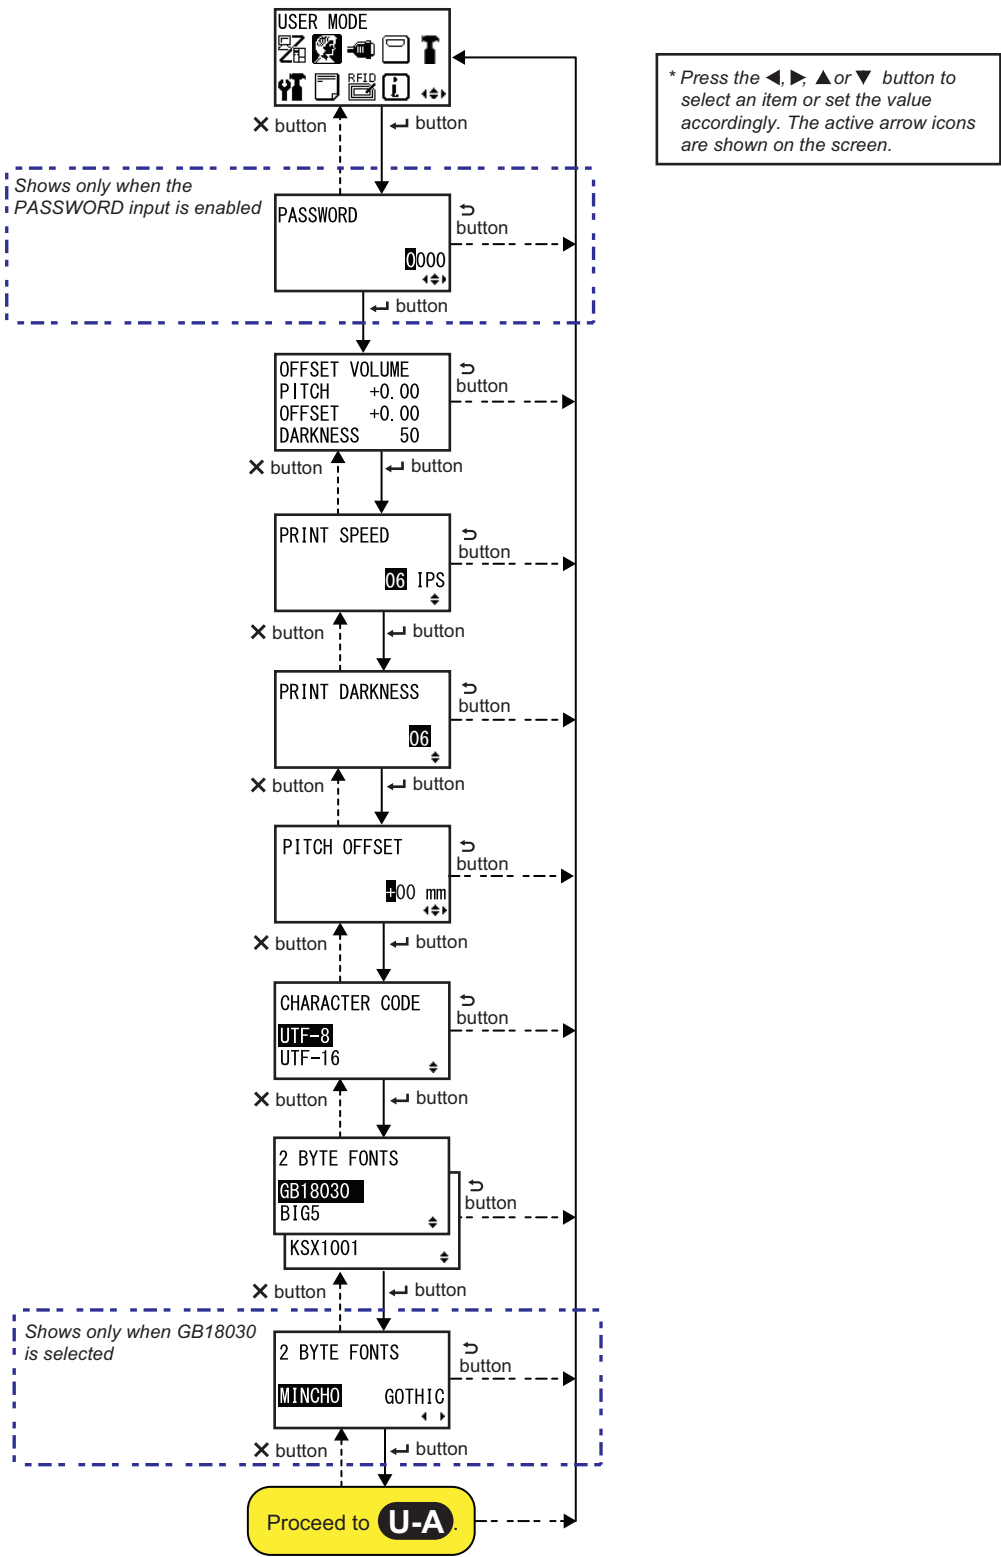 USER MODE
RFID
i
✕ button
↵ button
* Press the ◀, ▶, ▲ or ▼ button to
select an item or set the value
accordingly. The active arrow icons
are shown on the screen.
Shows only when the
PASSWORD input is enabled
PASSWORD
0000
⮌
button
↵ button
OFFSET VOLUME
PITCH +0.00
OFFSET +0.00
DARKNESS 50
⮌
button
✕ button
↵ button
PRINT SPEED
06 IPS
⮌
button
✕ button
↵ button
PRINT DARKNESS
06
⮌
button
✕ button
↵ button
PITCH OFFSET
+00 mm
⮌
button
✕ button
↵ button
CHARACTER CODE
UTF-8
UTF-16
⮌
button
✕ button
↵ button
2 BYTE FONTS
GB18030
BIG5
KSX1001
⮌
button
✕ button
↵ button
Shows only when GB18030
is selected
2 BYTE FONTS
MINCHO GOTHIC
⮌
button
✕ button
↵ button
Proceed to U-A.